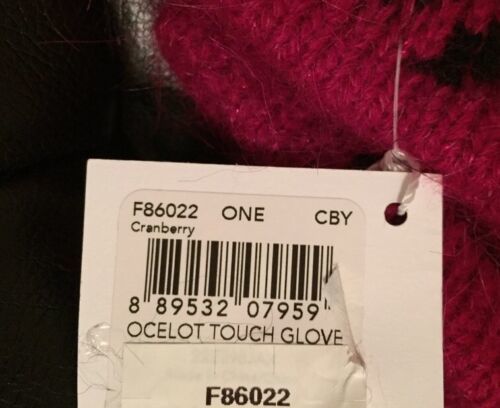 F86022 ONE CBY
Cranberry
8 89532 07959
OCELOT TOUCH GLOVE
F86022